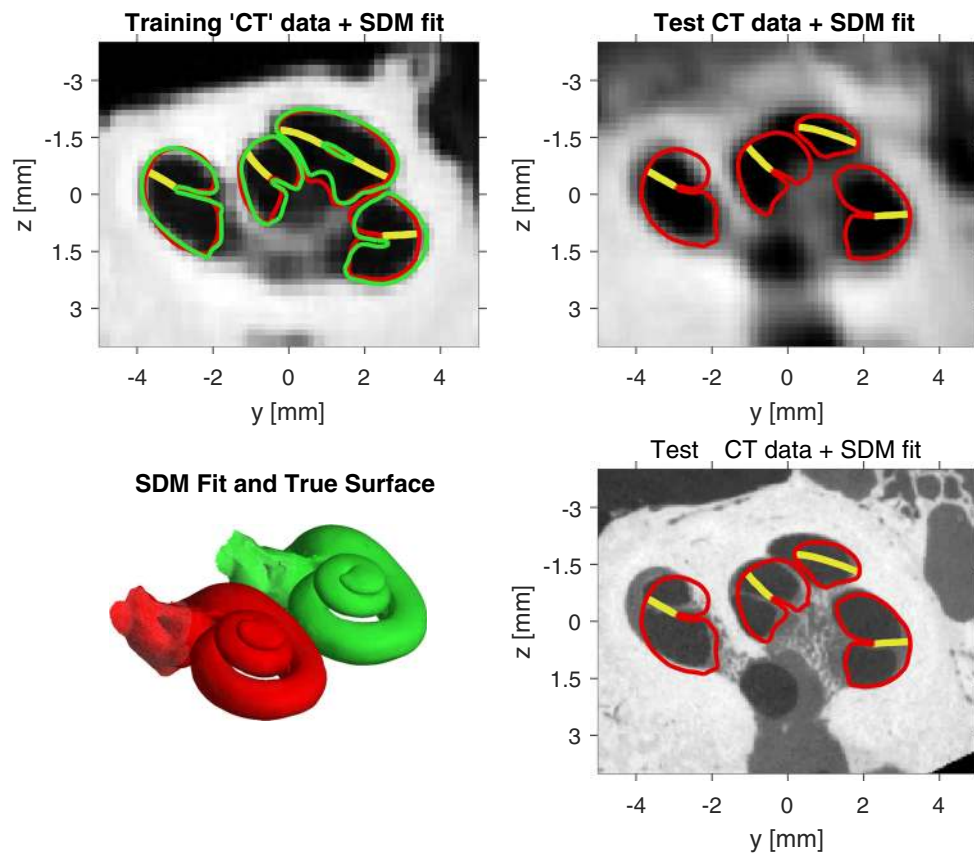 Training 'CT' data + SDM fit
-3
-1.5
0
1.5
3
z [mm]
-4 -2 0 2 4
y [mm]
Test CT data + SDM fit
-3
-1.5
0
1.5
3
z [mm]
-4 -2 0 2 4
y [mm]
SDM Fit and True Surface
Test CT data + SDM fit
-3
-1.5
0
1.5
3
z [mm]
-4 -2 0 2 4
y [mm]